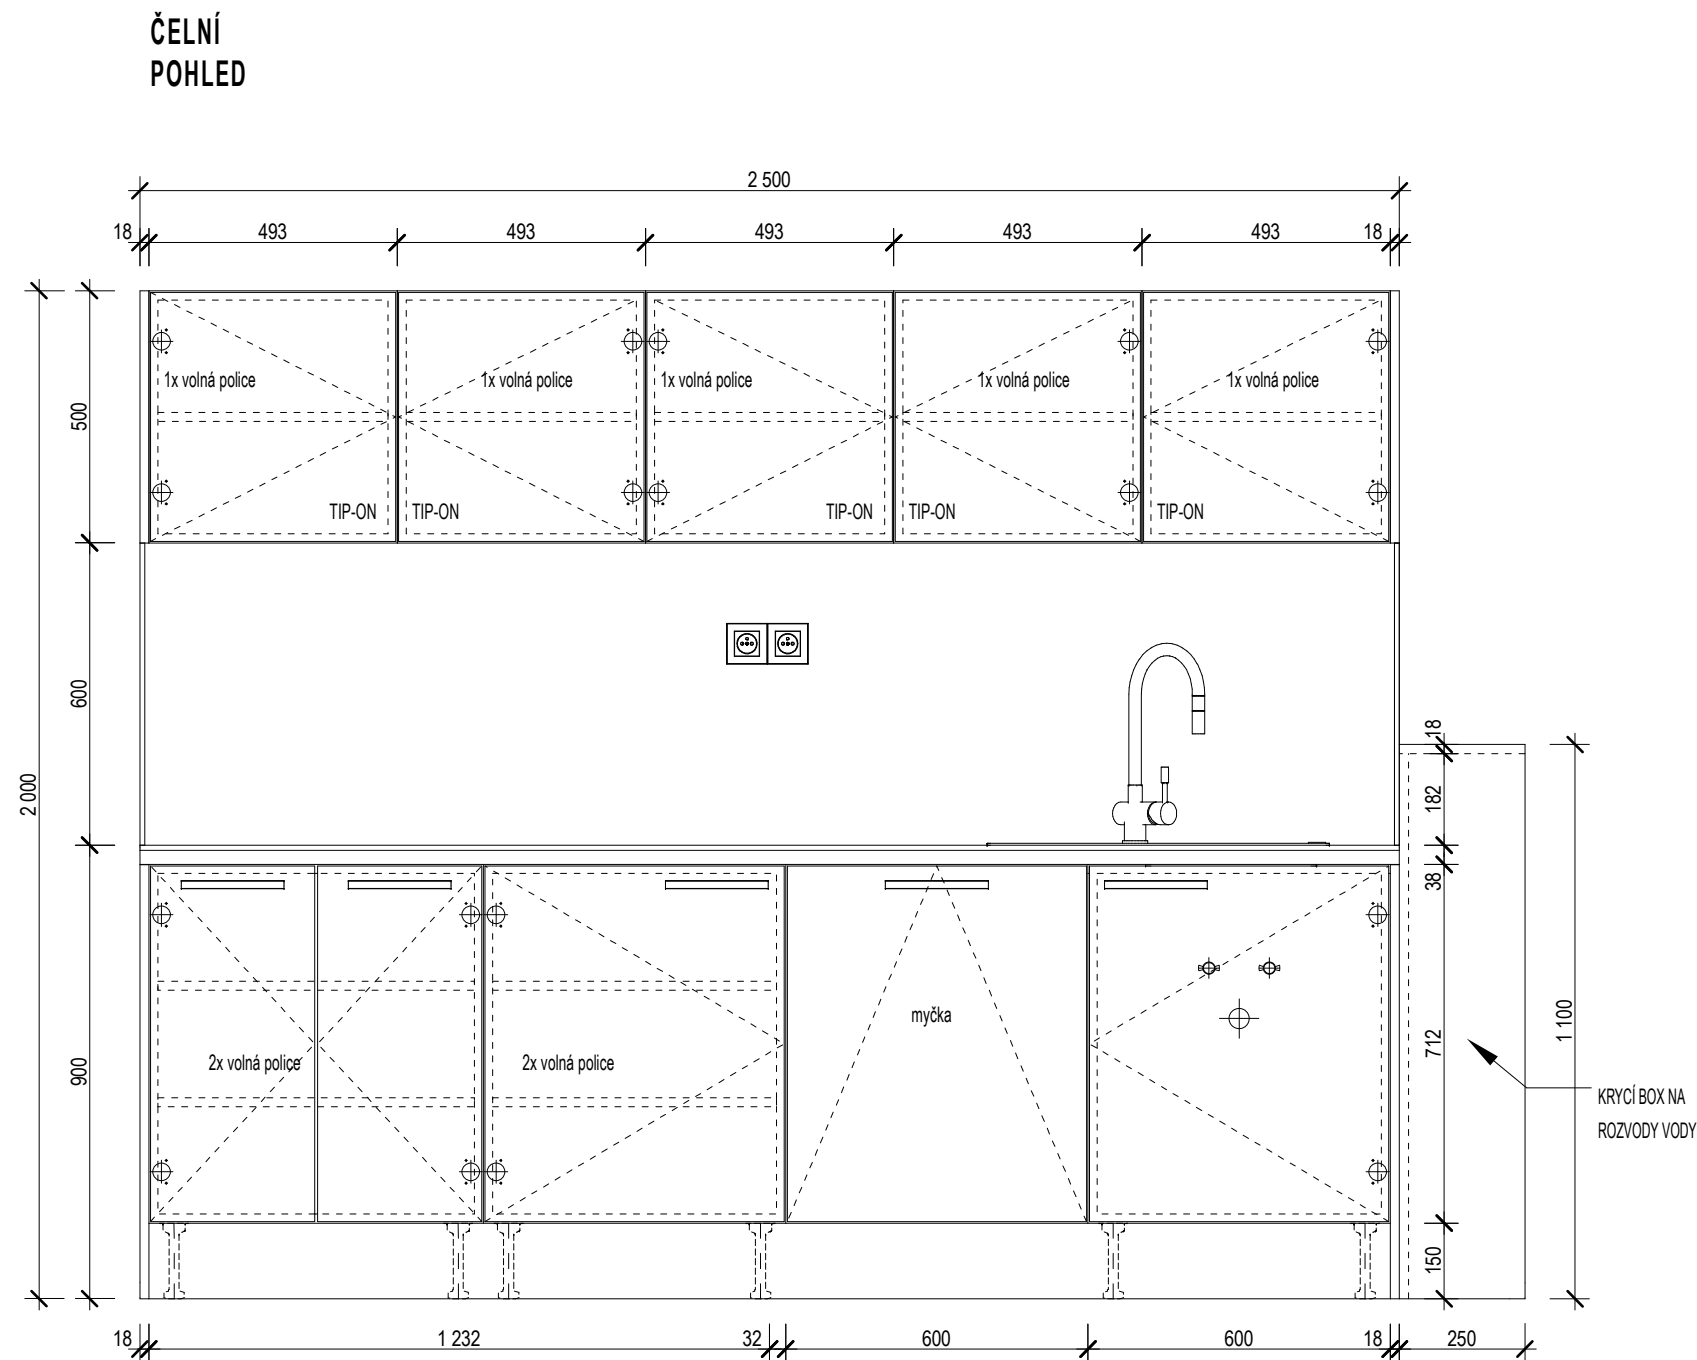 ČELNÍ
POHLED
2 500
18 493 493 493 493 493 18
1x volná police 1x volná police 1x volná police 1x volná police 1x volná police
500
TIP-ON TIP-ON TIP-ON TIP-ON TIP-ON
600
18
2 000
182
38
myčka
1 100
712
2x volná police 2x volná police
900
KRYCÍ BOX NA
ROZVODY VODY
150
18 1 232 32 600 600 18 250